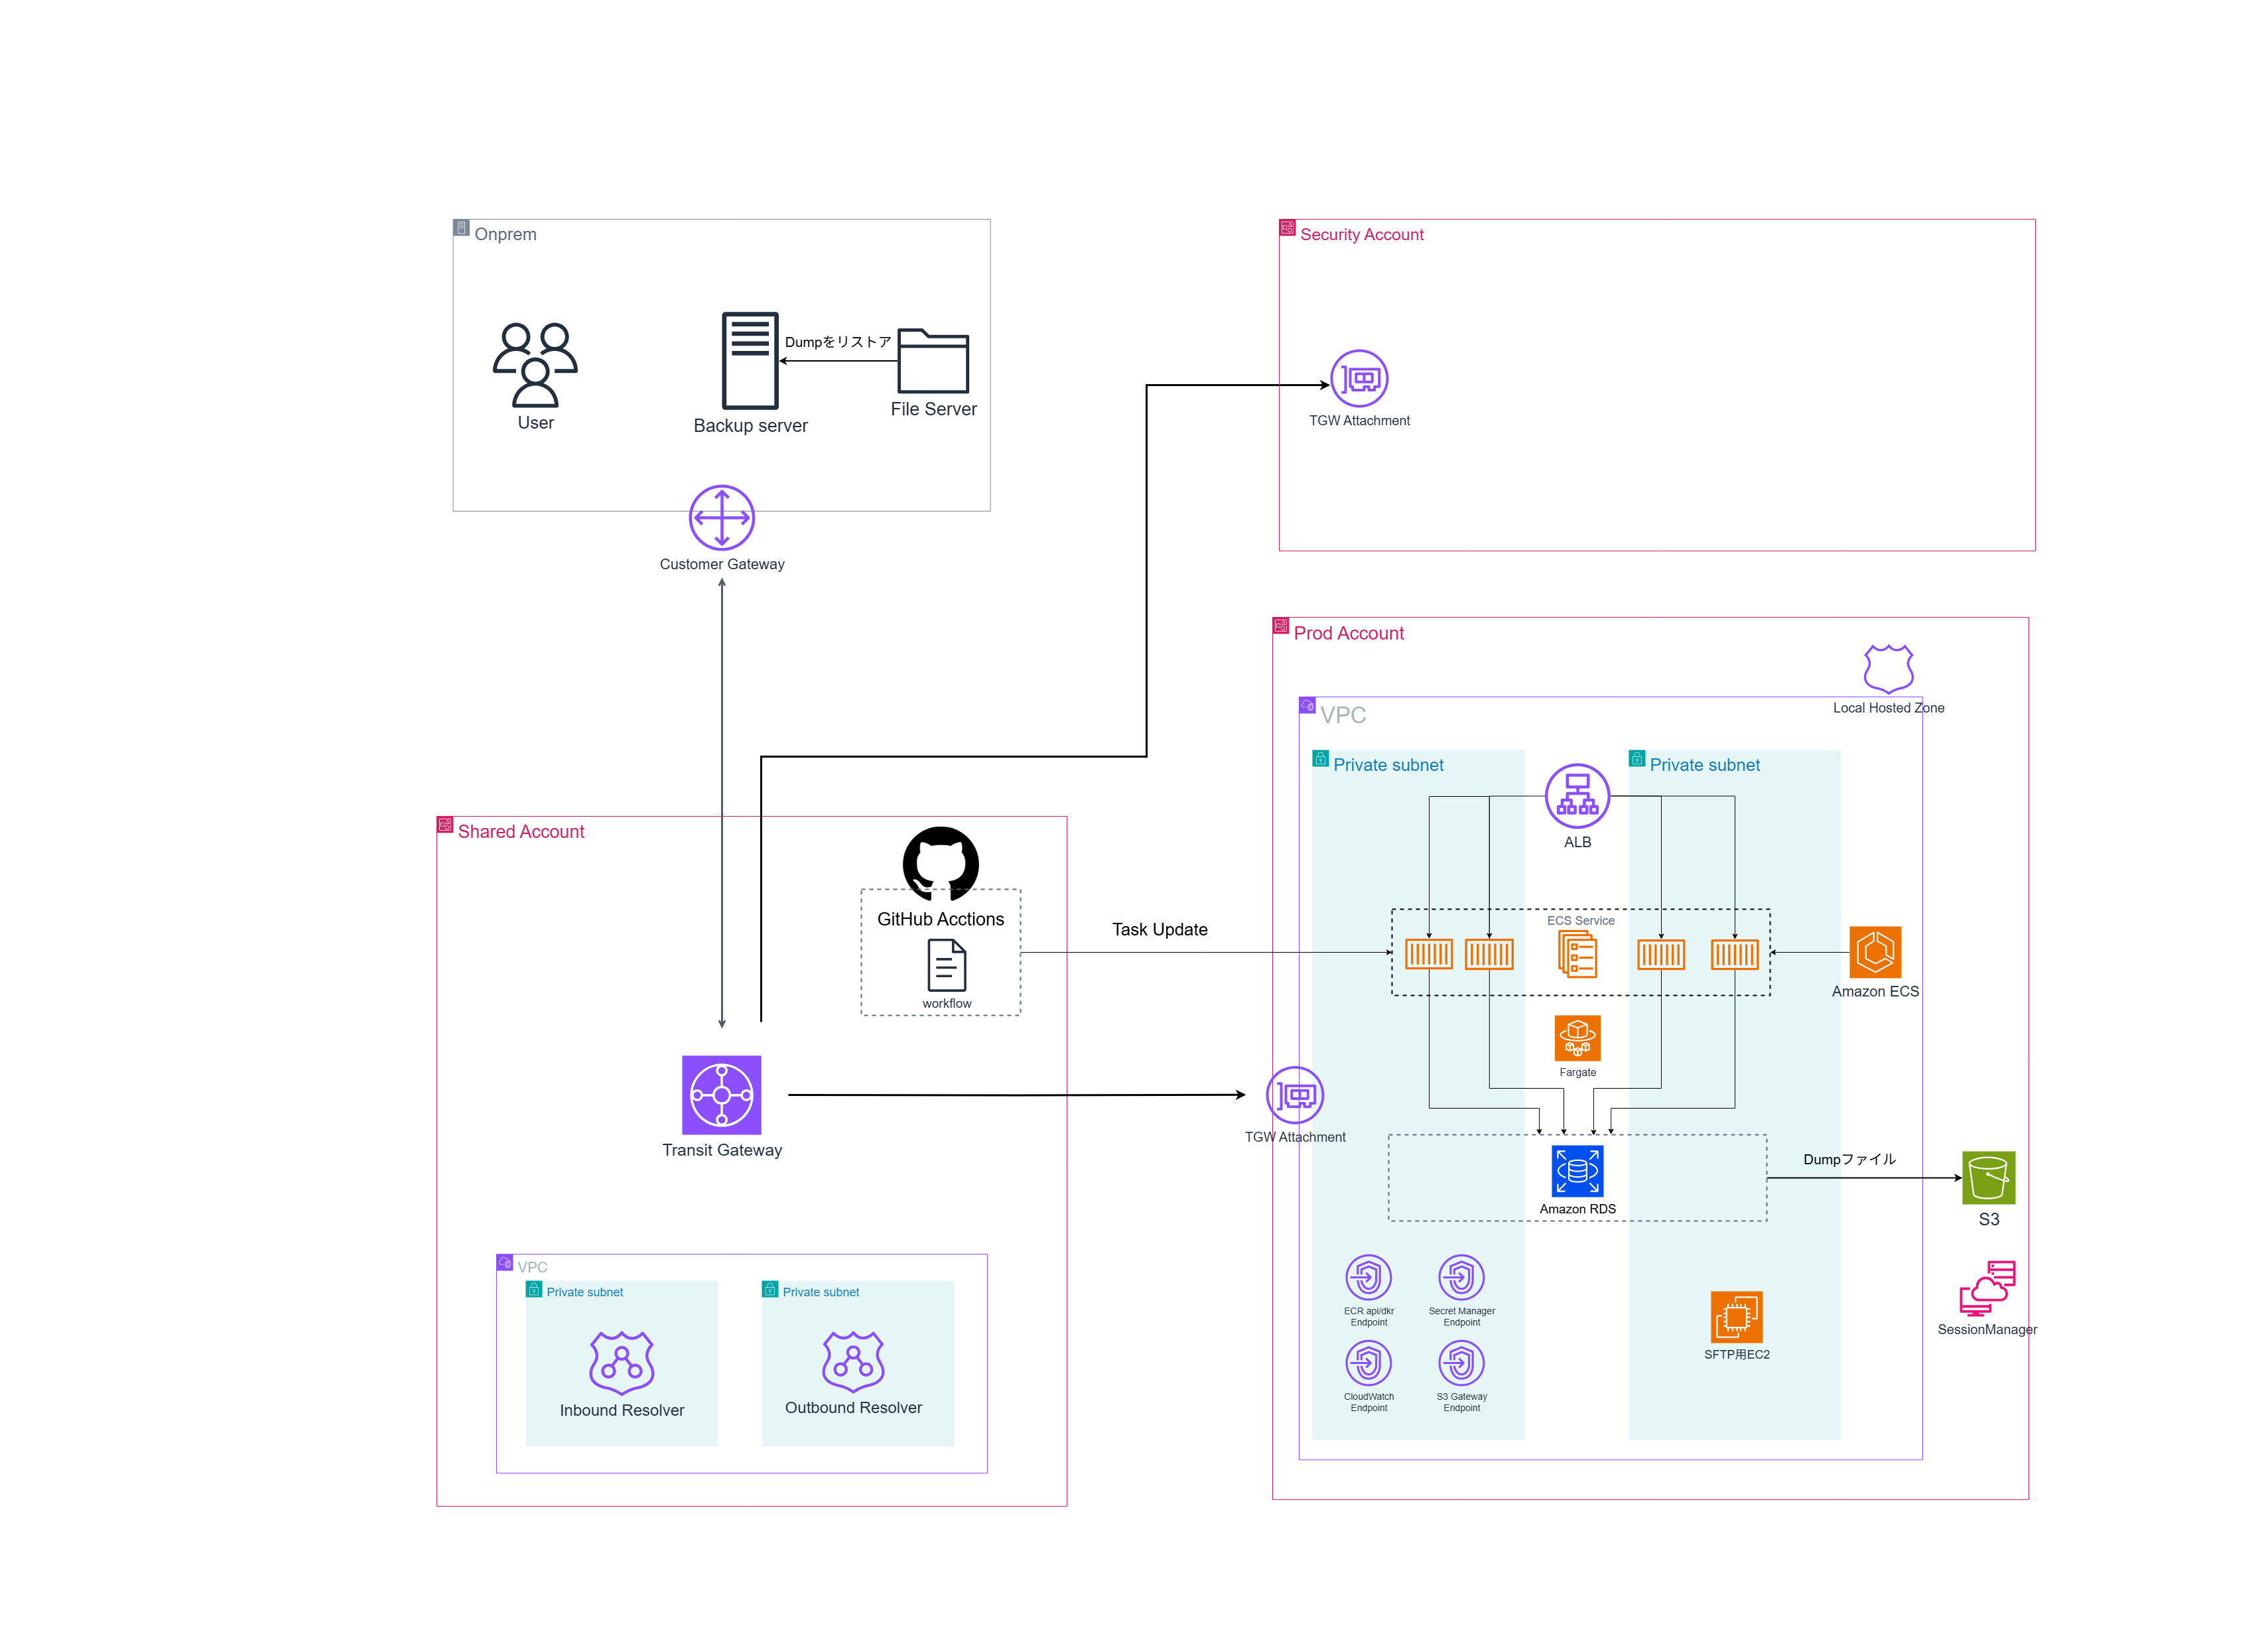 Onprem
User
Backup server
Dumpをリストア
File Server
Customer Gateway
Security Account
TGW Attachment
Shared Account
GitHub Acctions
workflow
Task Update
Transit Gateway
VPC
Private subnet
Inbound Resolver
Private subnet
Outbound Resolver
Prod Account
Local Hosted Zone
VPC
Private subnet
Private subnet
ALB
ECS Service
Amazon ECS
Fargate
TGW Attachment
Amazon RDS
Dumpファイル
S3
ECR api/dkr
Endpoint
Secret Manager
Endpoint
CloudWatch
Endpoint
S3 Gateway
Endpoint
SFTP用EC2
SessionManager